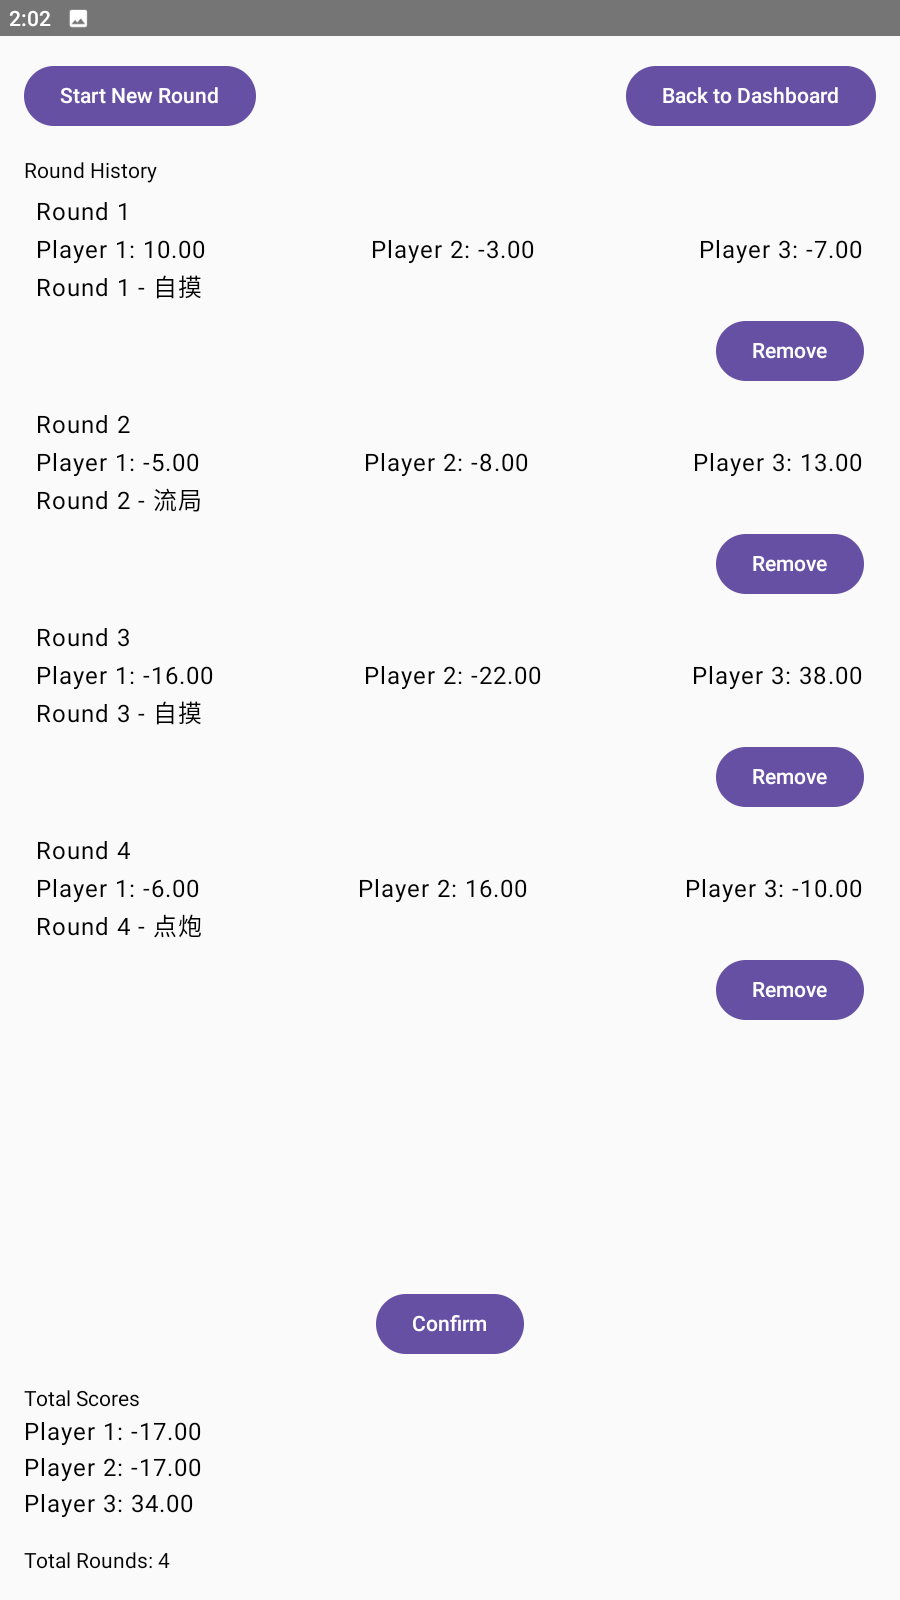 2:02
Start New Round Back to Dashboard
Round History
Round 1
Player 1: 10.00 Player 2: -3.00 Player 3: -7.00
Round 1 - 自摸
Remove
Round 2
Player 1: -5.00 Player 2: -8.00 Player 3: 13.00
Round 2 - 流局
Remove
Round 3
Player 1: -16.00 Player 2: -22.00 Player 3: 38.00
Round 3 - 自摸
Remove
Round 4
Player 1: -6.00 Player 2: 16.00 Player 3: -10.00
Round 4 - 点炮
Remove
Confirm
Total Scores
Player 1: -17.00
Player 2: -17.00
Player 3: 34.00
Total Rounds: 4